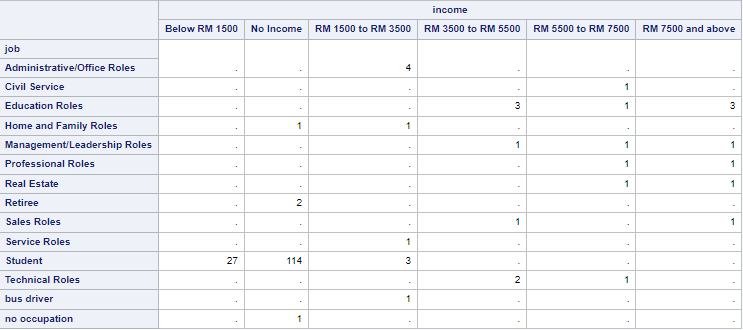 income
Below RM 1500 No Income RM 1500 to RM 3500 RM 3500 to RM 5500 RM 5500 to RM 7500 RM 7500 and above
job
Administrative/Office Roles . . 4 . . .
Civil Service . . . . 1 .
Education Roles . . . 3 1 3
Home and Family Roles . 1 1 . . .
Management/Leadership Roles . . . 1 1 1
Professional Roles . . . . 1 1
Real Estate . . . . 1 1
Retiree . 2 . . . .
Sales Roles . . . 1 . 1
Service Roles . . 1 . . .
Student 27 114 3 . . .
Technical Roles . . . 2 1 .
bus driver . . 1 . . .
no occupation . 1 . . . .